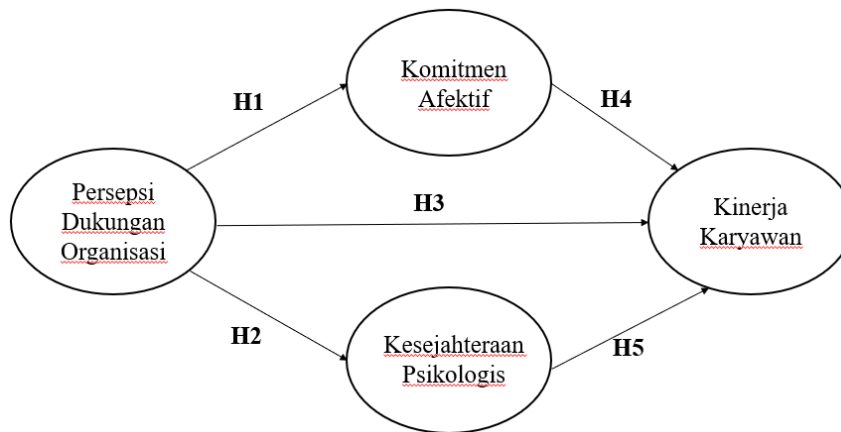 Komitmen
Afektif
H1
H4
Persepsi
Dukungan
Organisasi
H3
Kinerja
Karyawan
H2
Kesejahteraan
Psikologis
H5